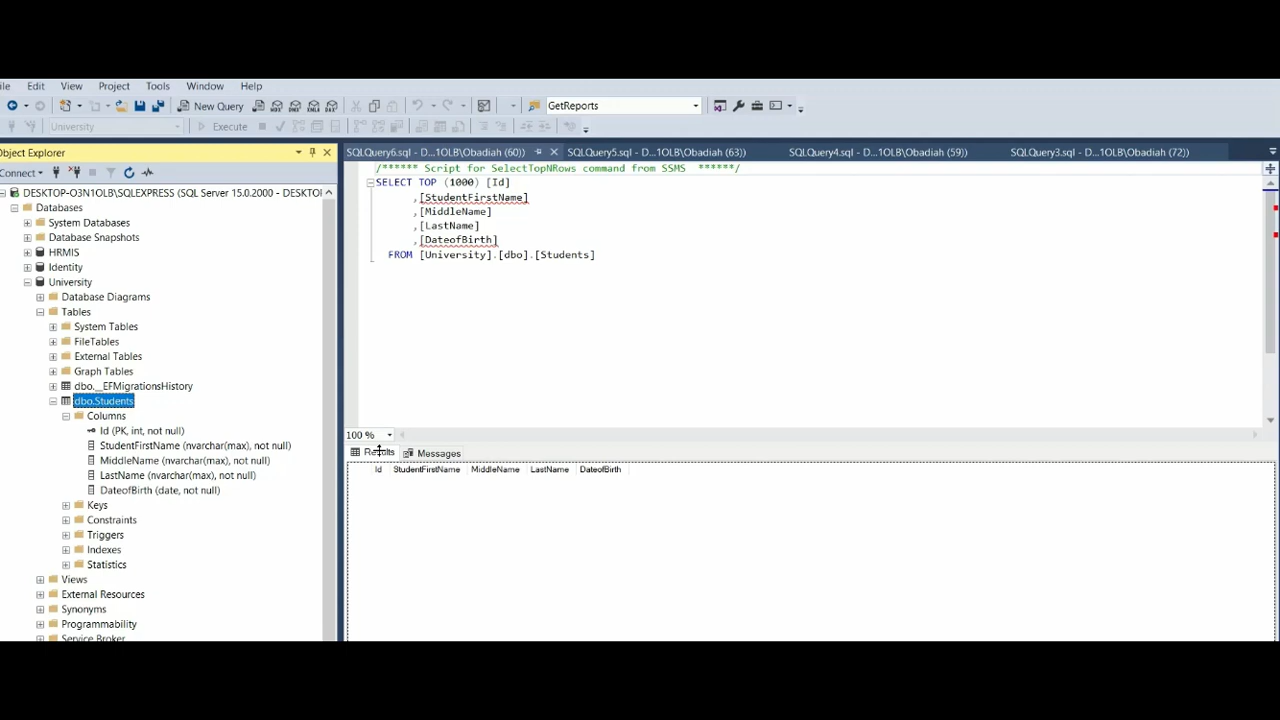 ile Edit View Project Tools Window Help
New Query GetReports
University Execute
Object Explorer
Connect
DESKTOP-O3N1OLB\SQLEXPRESS (SQL Server 15.0.2000 - DESKTO
Databases
System Databases
Database Snapshots
HRMIS
Identity
University
Database Diagrams
Tables
System Tables
FileTables
External Tables
Graph Tables
dbo.__EFMigrationsHistory
dbo.Students
Columns
Id (PK, int, not null)
StudentFirstName (nvarchar(max), not null)
MiddleName (nvarchar(max), not null)
LastName (nvarchar(max), not null)
DateofBirth (date, not null)
Keys
Constraints
Triggers
Indexes
Statistics
Views
External Resources
Synonyms
Programmability
Service Broker
SQLQuery6.sql - D...1OLB\Obadiah (60)) SQLQuery5.sql - D...1OLB\Obadiah (63)) SQLQuery4.sql - D...1OLB\Obadiah (59)) SQLQuery3.sql - D...1OLB\Obadiah (72))
/****** Script for SelectTopNRows command from SSMS ******/
SELECT TOP (1000) [Id]
,[StudentFirstName]
,[MiddleName]
,[LastName]
,[DateofBirth]
FROM [University].[dbo].[Students]
100 %
Results Messages
Id StudentFirstName MiddleName LastName DateofBirth